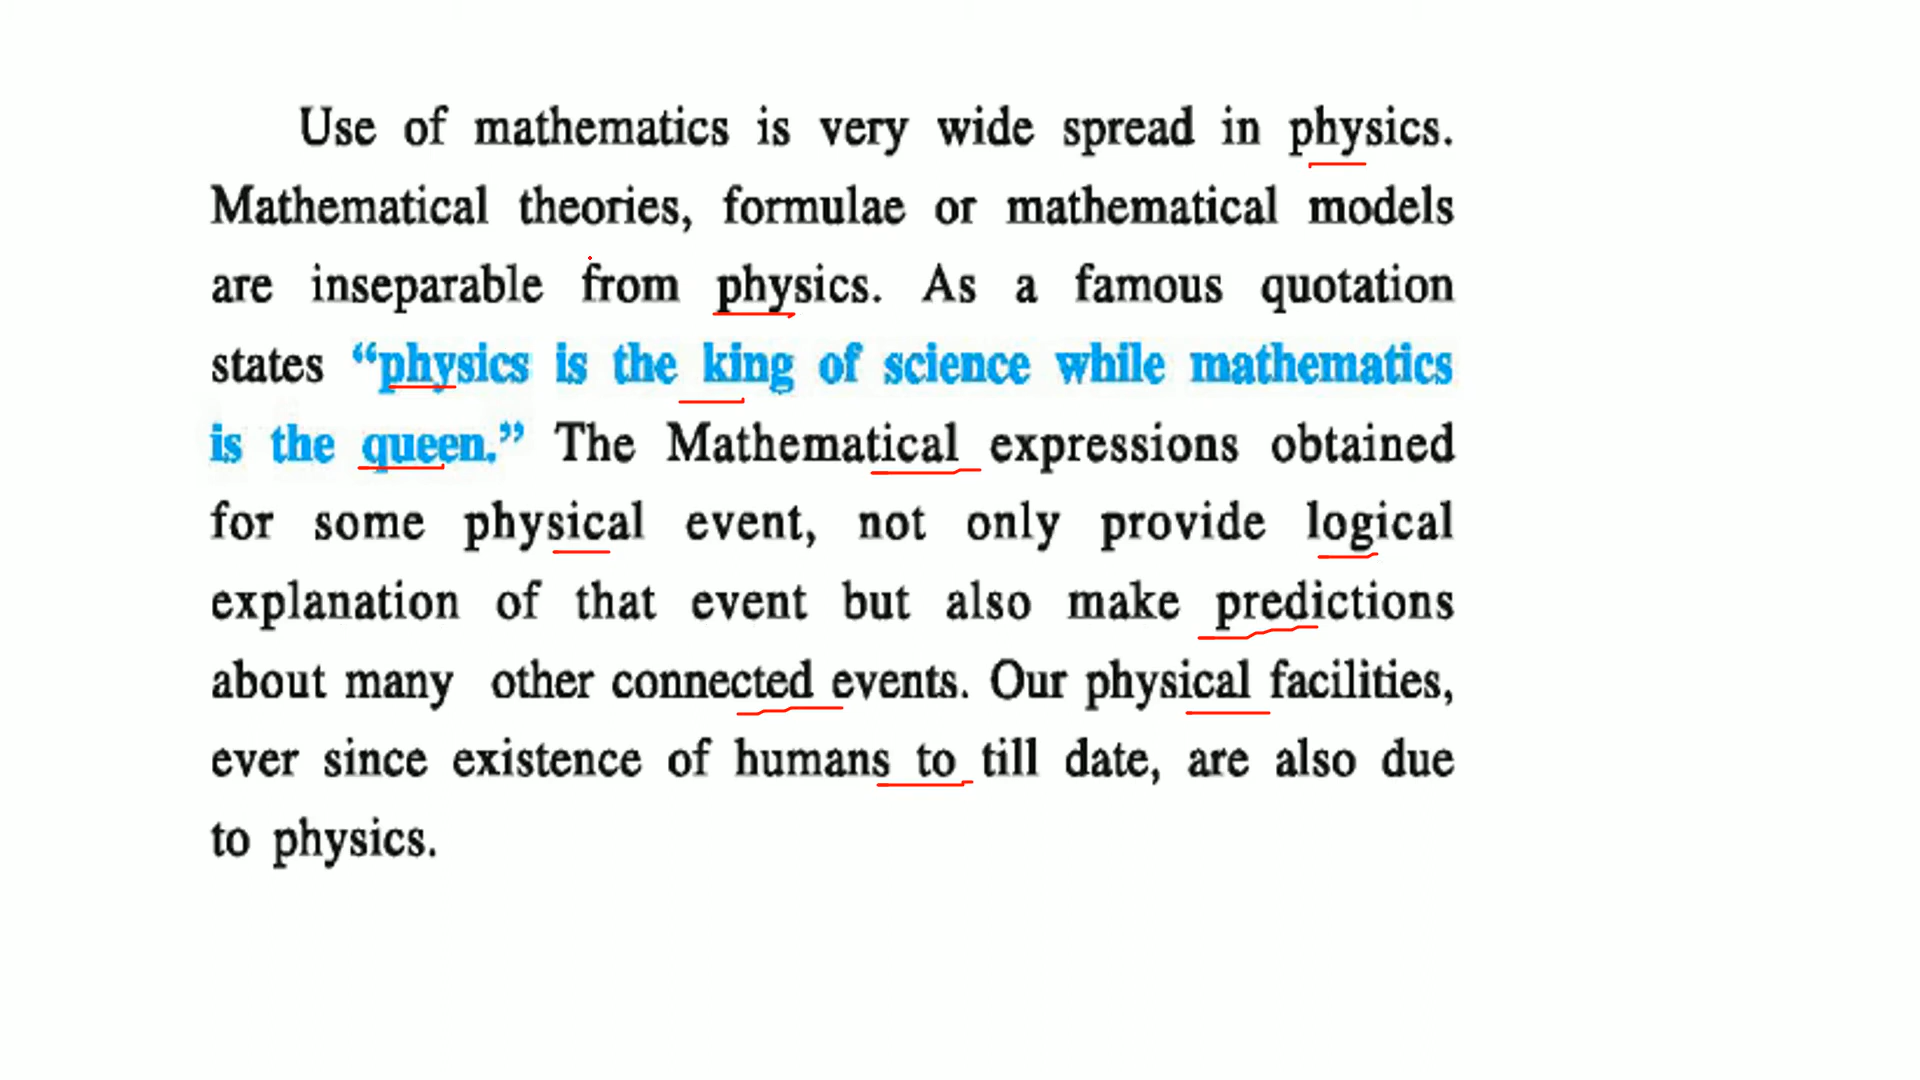 Use of mathematics is very wide spread in physics.
Mathematical theories, formulae or mathematical models
are inseparable from physics. As a famous quotation
states “physics is the king of science while mathematics
is the queen.” The Mathematical expressions obtained
for some physical event, not only provide logical
explanation of that event but also make predictions
about many other connected events. Our physical facilities,
ever since existence of humans to till date, are also due
to physics.